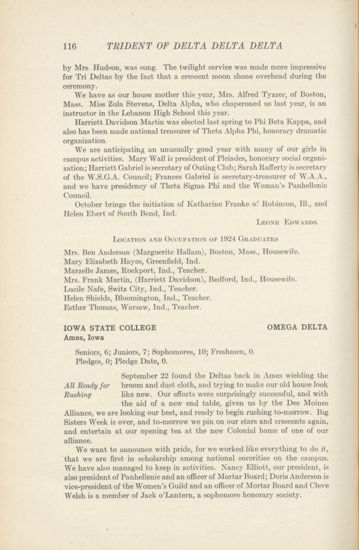 116 TRIDENT OF DELTA DELTA DELTA
by Mrs. Hudson, was sung. The twilight service was made more impressive
for Tri Deltas by the fact that a crescent moon shone overhead during the
ceremony.
We have as our house mother this year, Mrs. Alfred Tyzzer, of Boston,
Mass. Miss Zula Stevens, Delta Alpha, who chaperoned us last year, is an
instructor in the Lebanon High School this year.
Harriett Davidson Martin was elected last spring to Phi Beta Kappa, and
also has been made national treasurer of Theta Alpha Phi, honorary dramatic
organization.
We are anticipating an unusually good year with many of our girls in
campus activities. Mary Wall is president of Pleiades, honorary social organi-
zation; Harriett Gabriel is secretary of Outing Club; Sarah Rafferty is secretary
of the W.S.G.A. Council; Frances Gabriel is secretary-treasurer of W.A.A.,
and we have presidency of Theta Sigma Phi and the Woman's Panhellenic
Council.
October brings the initiation of Katharine Franke of Robinson, Ill., and
Helen Ebert of South Bend, Ind.
LEONE EDWARDS.
LOCATION AND OCCUPATION OF 1924 GRADUATES
Mrs. Ben Anderson (Marguerite Hallam), Boston, Mass., Housewife.
Mary Elizabeth Hayes, Greenfield, Ind.
Marzelle James, Rockport, Ind., Teacher.
Mrs. Frank Martin, (Harriett Davidson), Bedford, Ind., Housewife.
Lucile Nafe, Switz City, Ind., Teacher.
Helen Shields, Bloomington, Ind., Teacher.
Esther Thomas, Warsaw, Ind., Teacher.
IOWA STATE COLLEGE OMEGA DELTA
Ames, Iowa
Seniors, 6; Juniors, 7; Sophomores, 10; Freshmen, 0.
Pledges, 0; Pledge Date, 0.
September 22 found the Deltas back in Ames wielding the
All Ready for broom and dust cloth, and trying to make our old house look
Rushing like new. Our efforts were surprisingly successful, and with
the aid of a new end table, given us by the Des Moines
Alliance, we are looking our best, and ready to begin rushing to-morrow. Big
Sisters Week is over, and to-morrow we pin on our stars and crescents again,
and entertain at our opening tea at the new Colonial home of one of our
alliance.
We want to announce with pride, for we worked like everything to do it,
that we are first in scholarship among national sororities on the campus.
We have also managed to keep in activities. Nancy Elliott, our president, is
also president of Panhellenic and an officer of Mortar Board; Doris Anderson is
vice-president of the Women's Guild and an officer of Mortar Board and Cleve
Welsh is a member of Jack o'Lantern, a sophomore honorary society.